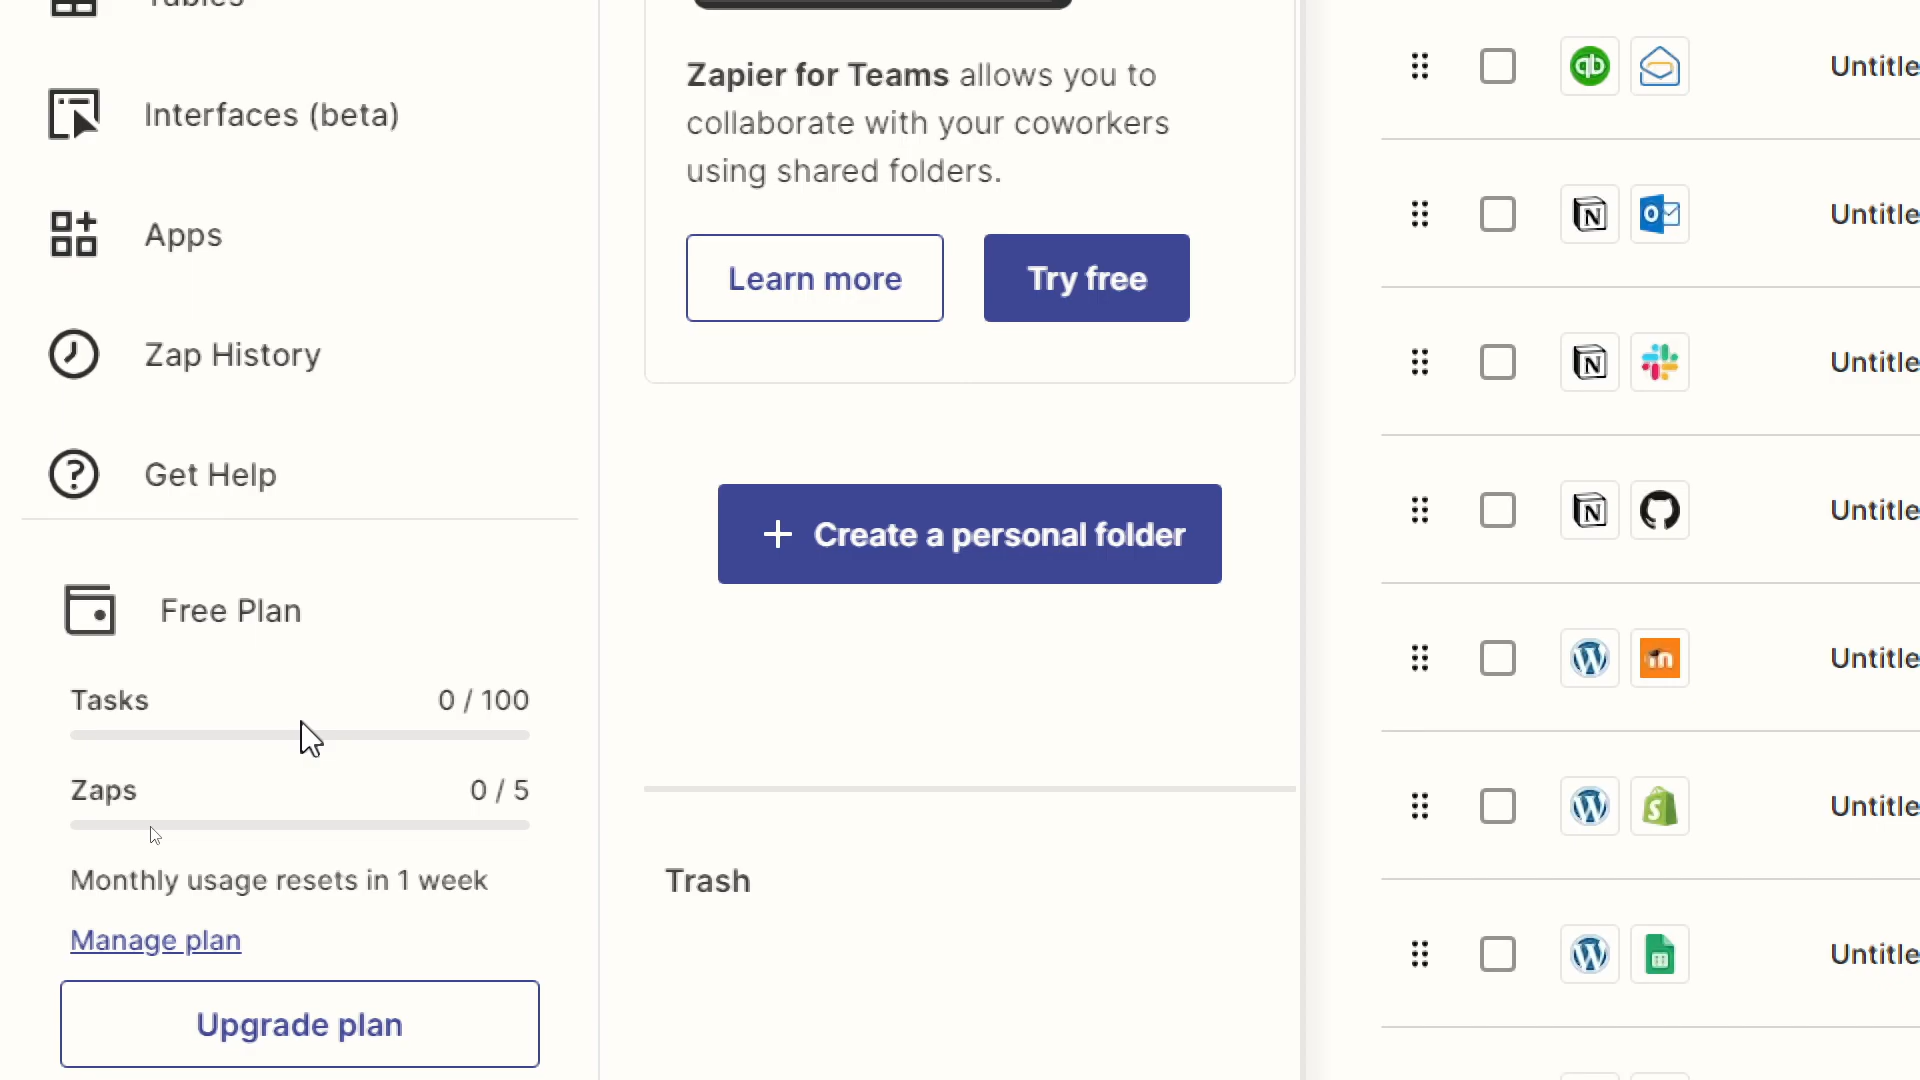 Tables
Interfaces (beta)
Apps
Zap History
Get Help
Free Plan
Tasks 0 / 100
Zaps 0 / 5
Monthly usage resets in 1 week
Manage plan
Upgrade plan
Zapier for Teams allows you to
collaborate with your coworkers
using shared folders.
Learn more
Try free
+ Create a personal folder
Trash
qb Untitle
N O Untitle
N Untitle
N Untitle
W m Untitle
W S Untitle
W Untitle